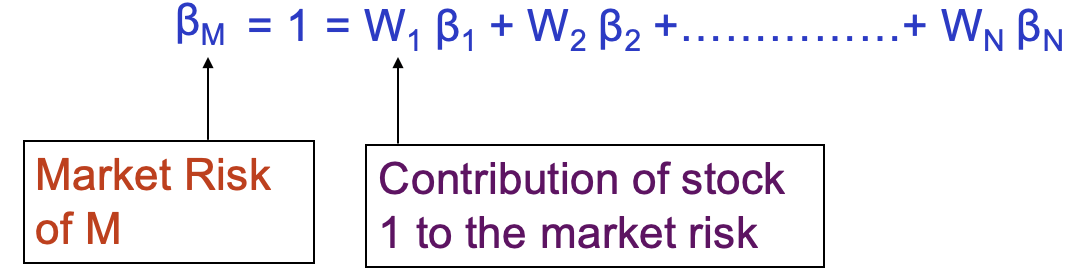 βM = 1 = W1 β1 + W2 β2 +...............+ WN βN
Market Risk
of M
Contribution of stock
1 to the market risk